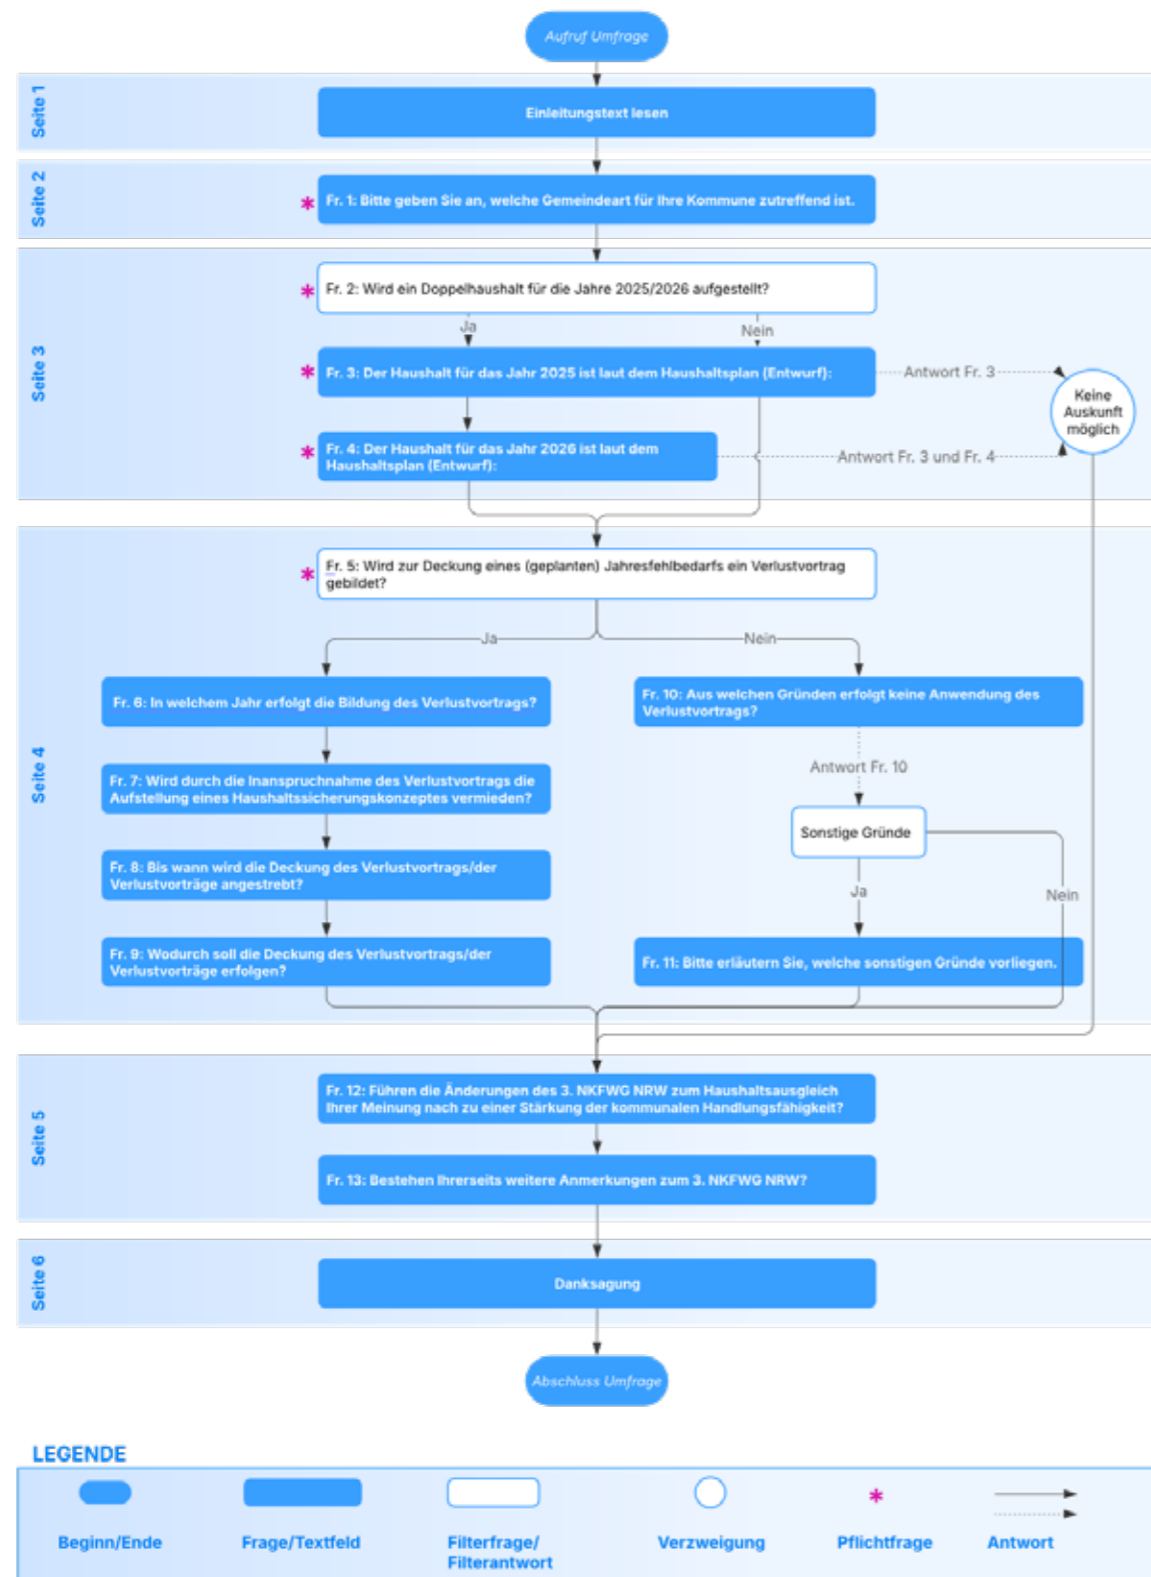 Aufruf Umfrage
Seite 1
Einleitungstext lesen
Seite 2
* Fr. 1: Bitte geben Sie an, welche Gemeindeart für Ihre Kommune zutreffend ist.
Seite 3
* Fr. 2: Wird ein Doppelhaushalt für die Jahre 2025/2026 aufgestellt?
Ja
Nein
* Fr. 3: Der Haushalt für das Jahr 2025 ist laut dem Haushaltsplan (Entwurf):
Antwort Fr. 3
Keine
Auskunft
möglich
* Fr. 4: Der Haushalt für das Jahr 2026 ist laut dem
Haushaltsplan (Entwurf):
Antwort Fr. 3 und Fr. 4
Seite 4
* Fr. 5: Wird zur Deckung eines (geplanten) Jahresfehlbedarfs ein Verlustvortrag
gebildet?
Ja
Nein
Fr. 6: In welchem Jahr erfolgt die Bildung des Verlustvortrags?
Fr. 7: Wird durch die Inanspruchnahme des Verlustvortrags die
Aufstellung eines Haushaltssicherungskonzeptes vermieden?
Fr. 8: Bis wann wird die Deckung des Verlustvortrags/der
Verlustvorträge angestrebt?
Fr. 9: Wodurch soll die Deckung des Verlustvortrags/der
Verlustvorträge erfolgen?
Fr. 10: Aus welchen Gründen erfolgt keine Anwendung des
Verlustvortrags?
Antwort Fr. 10
Sonstige Gründe
Ja
Nein
Fr. 11: Bitte erläutern Sie, welche sonstigen Gründe vorliegen.
Seite 5
Fr. 12: Führen die Änderungen des 3. NKFWG NRW zum Haushaltsausgleich
Ihrer Meinung nach zu einer Stärkung der kommunalen Handlungsfähigkeit?
Fr. 13: Bestehen Ihrerseits weitere Anmerkungen zum 3. NKFWG NRW?
Seite 6
Danksagung
Abschluss Umfrage
LEGENDE
Beginn/Ende
Frage/Textfeld
Filterfrage/
Filterantwort
Verzweigung
*
Pflichtfrage
Antwort